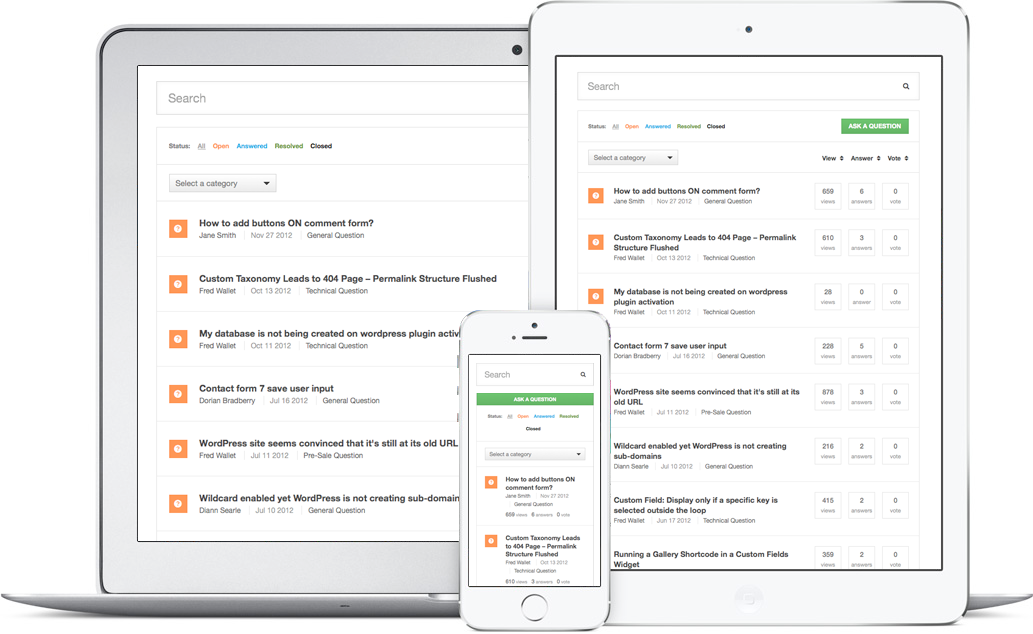 Search
Status: All Open Answered Resolved Closed
Select a category
How to add buttons ON comment form?
Jane Smith Nov 27 2012 General Question
Custom Taxonomy Leads to 404 Page – Permalink Structure Flushed
Fred Wallet Oct 13 2012 Technical Question
My database is not being created on wordpress plugin
Fred Wallet Oct 11 2012 Technical Question
Contact form 7 save user input
Dorian Bradberry Jul 16 2012 General Question
WordPress site seems convinced that it's still at its old URL
Fred Wallet Jul 11 2012 Pre-Sale Question
Wildcard enabled yet WordPress is not creating sub-domain
Diann Searle Jul 10 2012 General Question
Search
ASK A QUESTION
Status: All Open Answered Resolved
Closed
Select a category
How to add buttons ON
comment form?
Jane Smith Nov 27 2012
General Question
659 views 6 answers 0 vote
Custom Taxonomy Leads
to 404 Page – Permalink
Structure Flushed
Fred Wallet Oct 13 2012
Technical Question
610 views 3 answers 0 vote
Search
Status: All Open Answered Resolved Closed ASK A QUESTION
Select a category View Answer Vote
How to add buttons ON comment form? 659 6 0
Jane Smith Nov 27 2012 General Question views answers vote
Custom Taxonomy Leads to 404 Page – Permalink 610 3 0
Structure Flushed views answers vote
Fred Wallet Oct 13 2012 Technical Question
My database is not being created on wordpress 28 0 0
plugin activation views answer vote
Fred Wallet Oct 11 2012 Technical Question
Contact form 7 save user input 228 5 0
Dorian Bradberry Jul 16 2012 General Question views answers vote
WordPress site seems convinced that it's still at its 878 3 0
old URL views answers vote
Fred Wallet Jul 11 2012 Pre-Sale Question
Wildcard enabled yet WordPress is not creating 216 2 0
sub-domains views answers vote
Diann Searle Jul 10 2012 General Question
Custom Field: Display only if a specific key is 415 2 0
selected outside the loop views answers vote
Fred Wallet Jun 17 2012 Technical Question
Running a Gallery Shortcode in a Custom Fields 359 2 0
Widget views answers vote